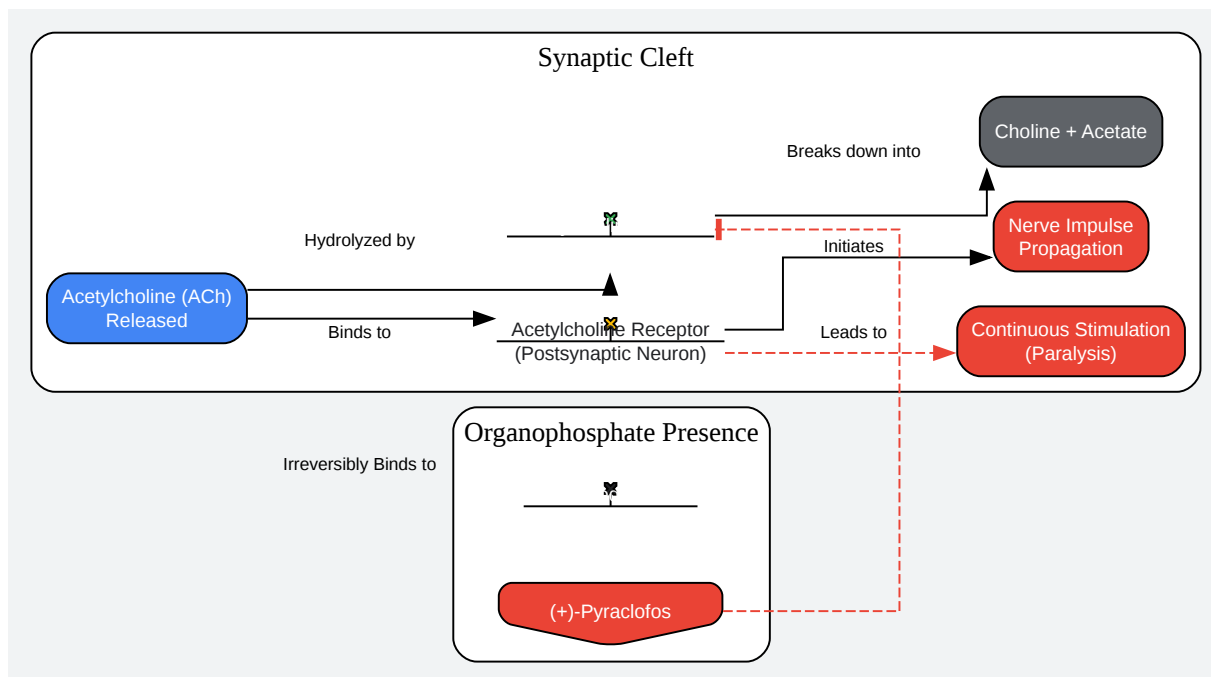 Synaptic Cleft
Choline + Acetate
Breaks down into
Nerve Impulse
Propagation
Hydrolyzed by
Initiates
Acetylcholine (ACh)
Released
Binds to
Acetylcholine Receptor
(Postsynaptic Neuron)
Leads to
Continuous Stimulation
(Paralysis)
Organophosphate Presence
Irreversibly Binds to
(+)-Pyraclofos